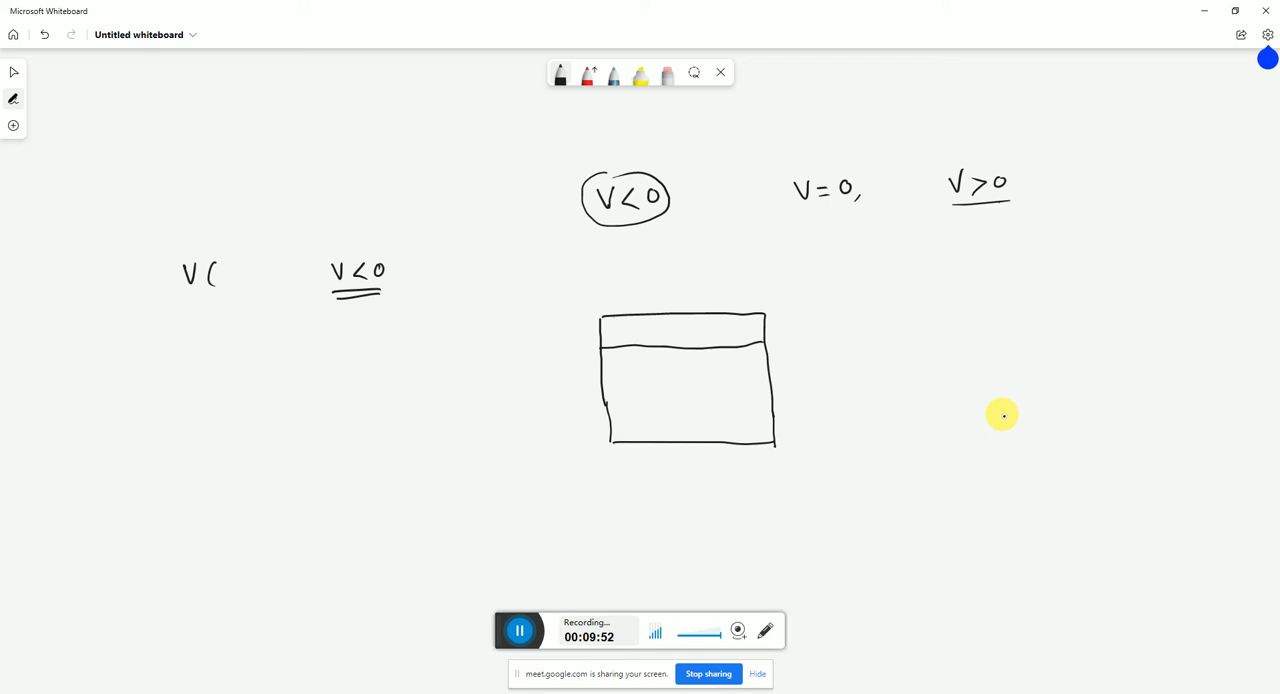 Microsoft Whiteboard
Untitled whiteboard
V<0 V=0, V>0
V( V<0
Recording...
00:09:52
meet.google.com is sharing your screen. Stop sharing Hide